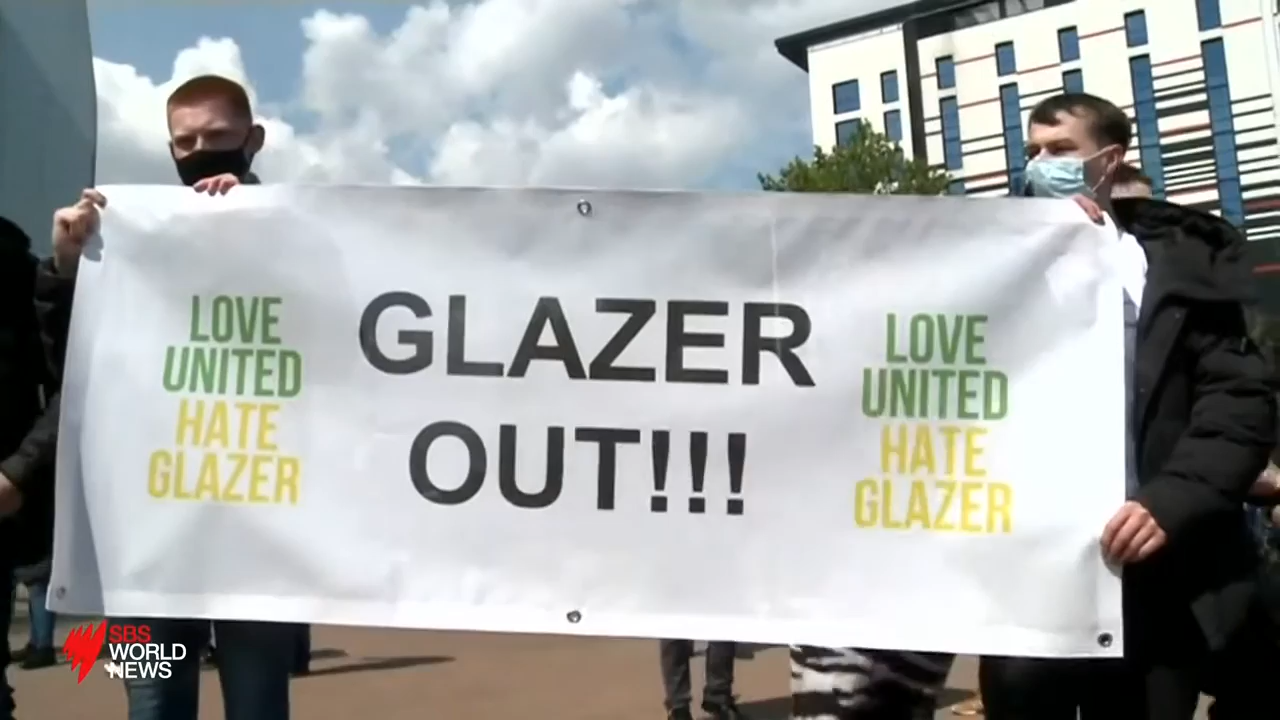 LOVE
UNITED
HATE
GLAZER
GLAZER
OUT!!!
LOVE
UNITED
HATE
GLAZER
SBS
WORLD
NEWS